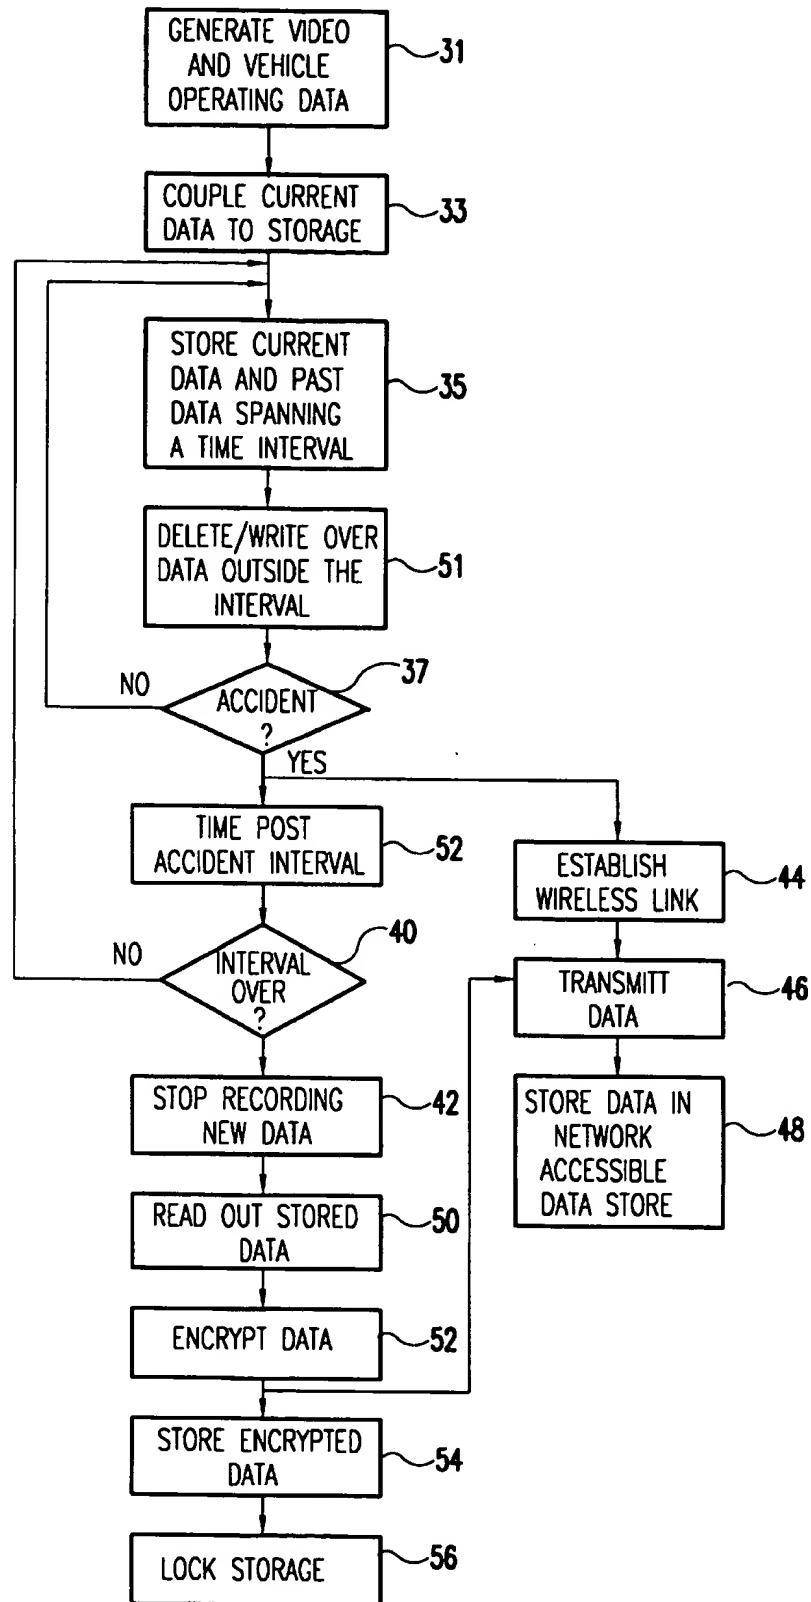 GENERATE VIDEO
AND VEHICLE
OPERATING DATA
31
COUPLE CURRENT
DATA TO STORAGE
33
STORE CURRENT
DATA AND PAST
DATA SPANNING
A TIME INTERVAL
35
DELETE/WRITE OVER
DATA OUTSIDE THE
INTERVAL
51
NO
ACCIDENT
?
37
YES
TIME POST
ACCIDENT INTERVAL
52
ESTABLISH
WIRELESS LINK
44
NO
INTERVAL
OVER
?
40
TRANSMITT
DATA
46
STOP RECORDING
NEW DATA
42
STORE DATA IN
NETWORK
ACCESSIBLE
DATA STORE
48
READ OUT STORED
DATA
50
ENCRYPT DATA
52
STORE ENCRYPTED
DATA
54
LOCK STORAGE
56